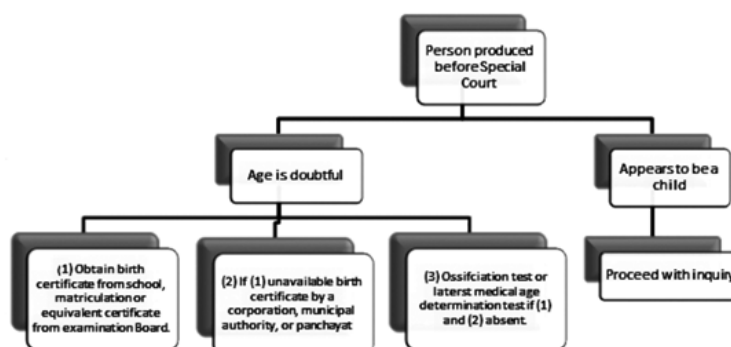 Person produced
before Special
Court
Age is doubtful
Appears to be a
child
(1) Obtain birth
certificate from school,
matriculation or
equivalent certificate
from examination Board.
(2) If (1) unavailable birth
certificate by a
corporation, municipal
authority, or panchayat
(3) Ossifciation test or
laterst medical age
determination test if (1)
and (2) absent.
Proceed with inquiry